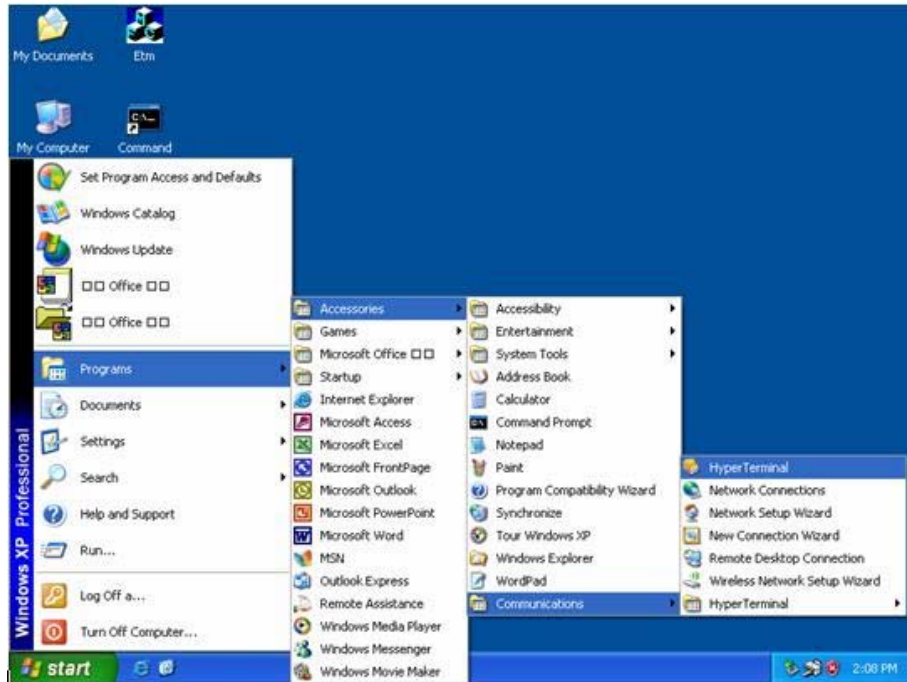 My Documents
Etm
My Computer
Command
C:\_
Windows XP Professional
Set Program Access and Defaults
Windows Catalog
Windows Update
□□ Office □□
□□ Office □□
Programs
Documents
Settings
Search
Help and Support
Run...
Log Off a...
Turn Off Computer...
Accessories
Games
Microsoft Office □□
Startup
Internet Explorer
Microsoft Access
Microsoft Excel
Microsoft FrontPage
Microsoft Outlook
Microsoft PowerPoint
Microsoft Word
MSN
Outlook Express
Remote Assistance
Windows Media Player
Windows Messenger
Windows Movie Maker
Accessibility
Entertainment
System Tools
Address Book
Calculator
Command Prompt
Notepad
Paint
Program Compatibility Wizard
Synchronize
Tour Windows XP
Windows Explorer
WordPad
Communications
HyperTerminal
Network Connections
Network Setup Wizard
New Connection Wizard
Remote Desktop Connection
Wireless Network Setup Wizard
HyperTerminal
start
2:08 PM